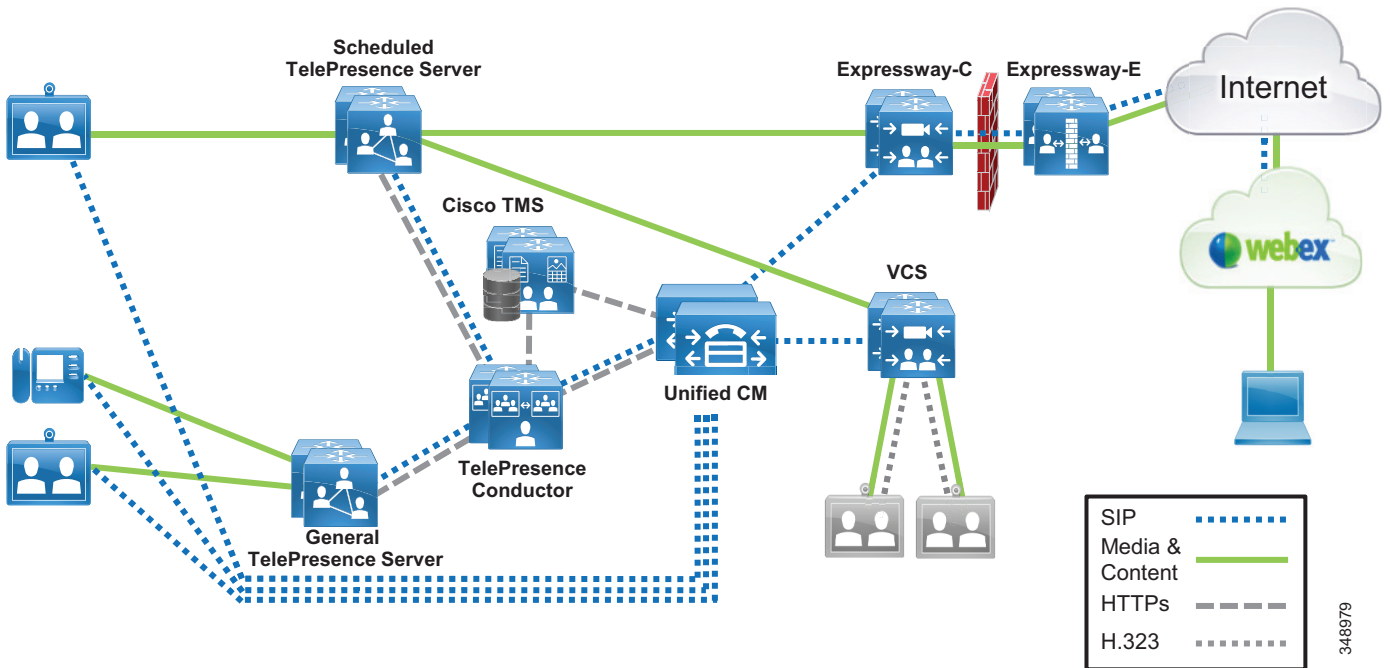 Scheduled
TelePresence Server
Expressway-C
Expressway-E
Internet
Cisco TMS
webex
VCS
Unified CM
TelePresence
Conductor
General
TelePresence Server
SIP
Media &
Content
HTTPs
H.323
348979